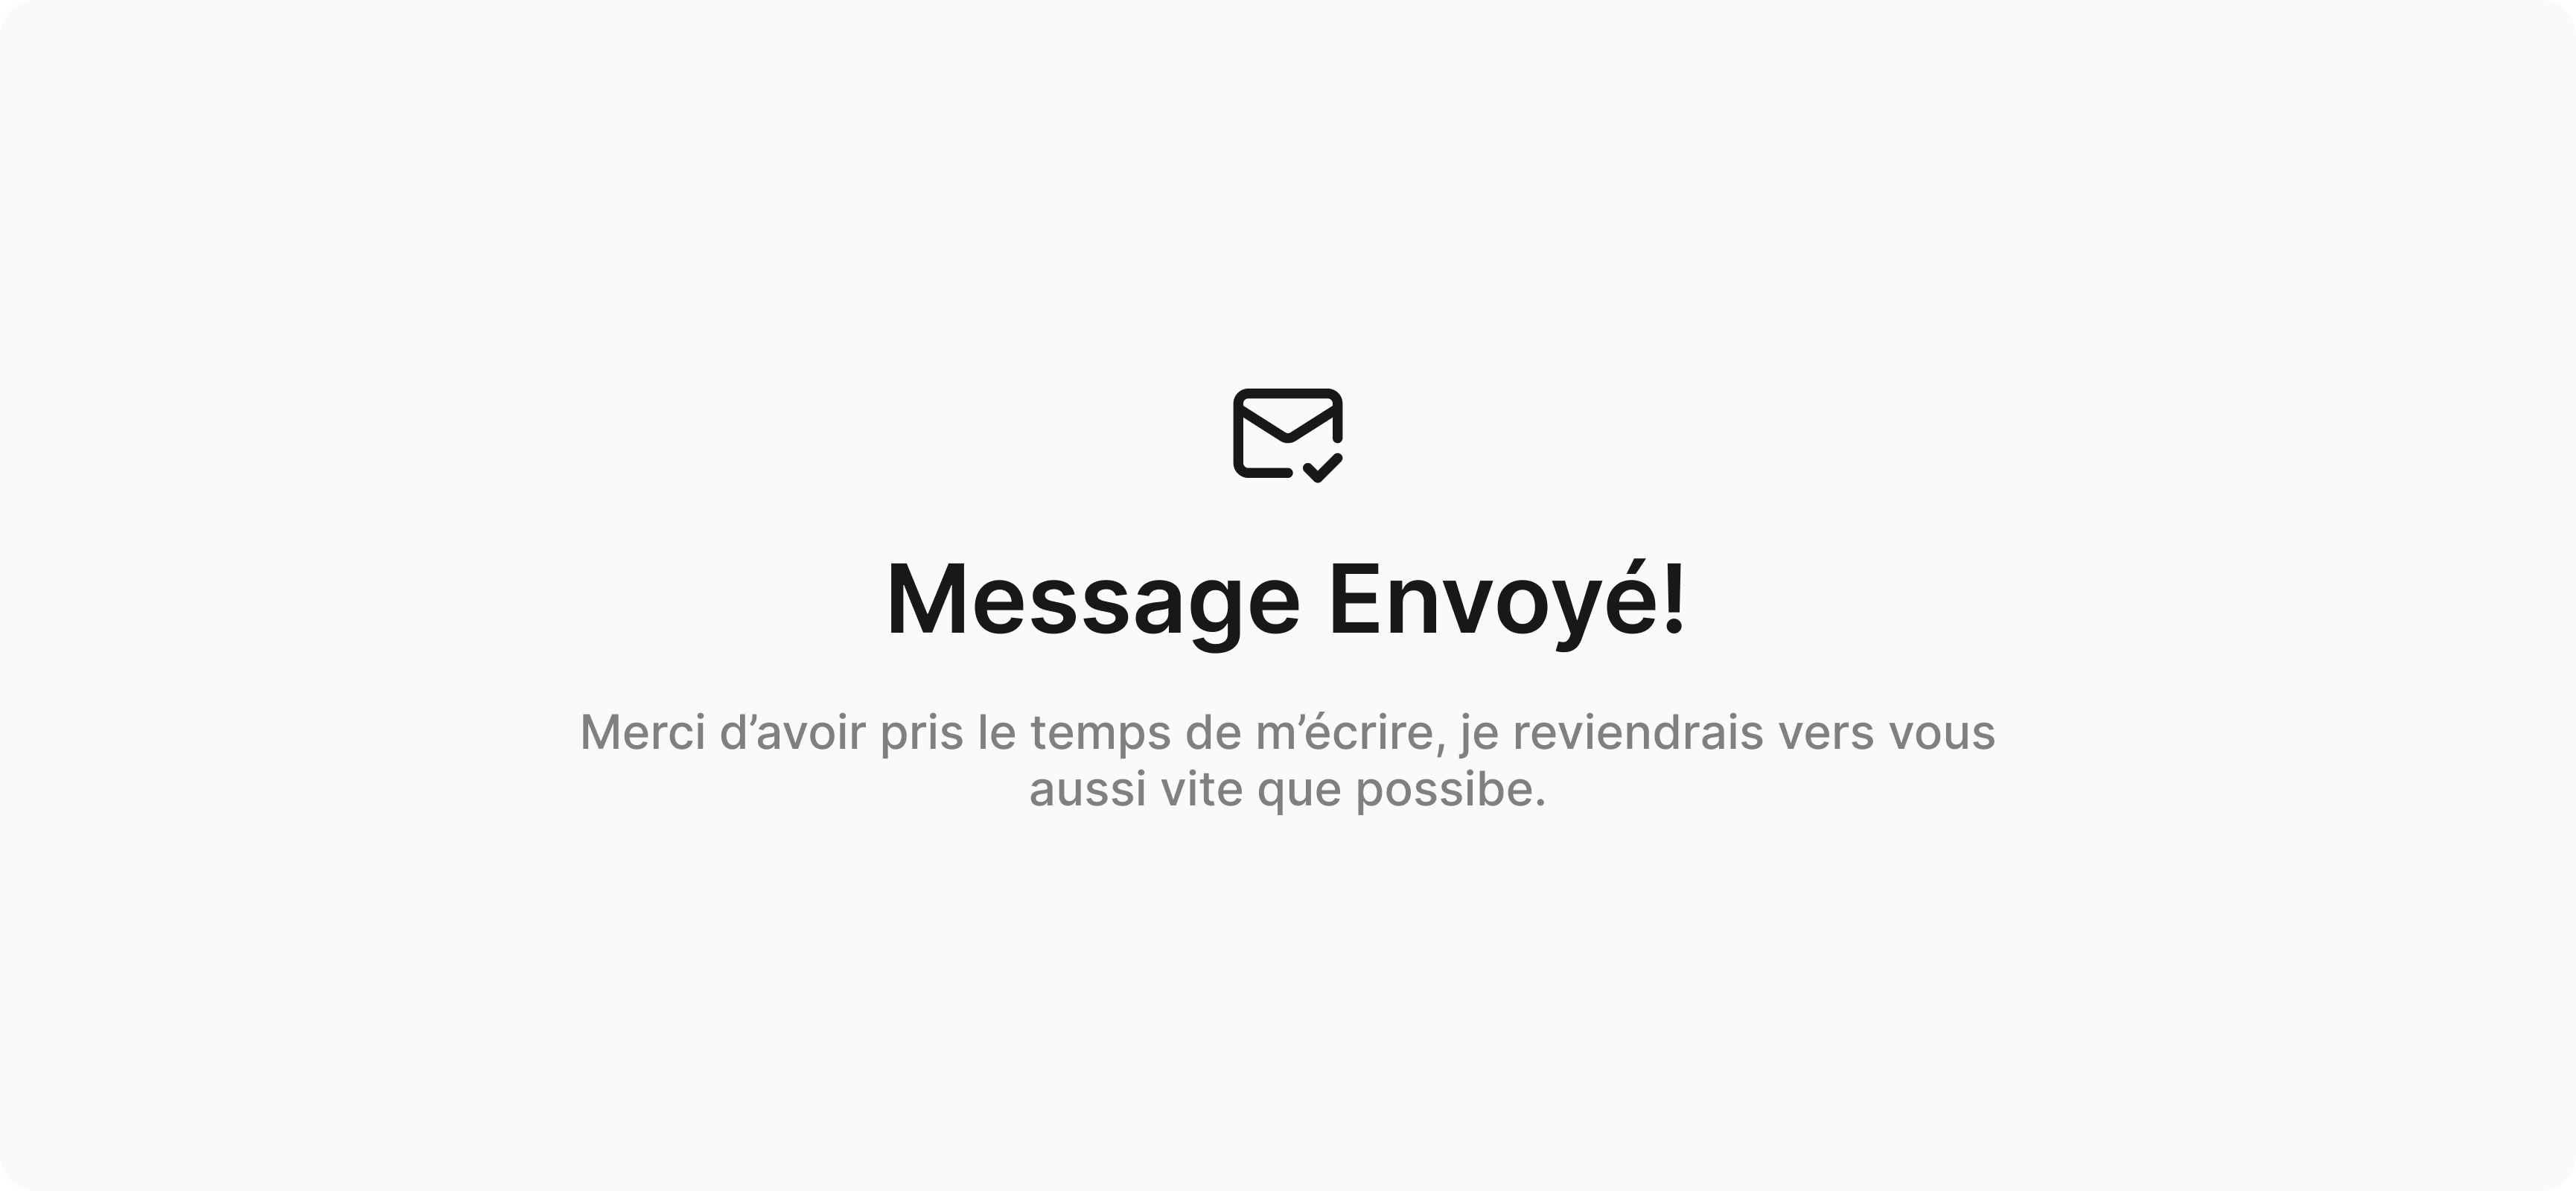 Message Envoyé!
Merci d’avoir pris le temps de m’écrire, je reviendrais vers vous
aussi vite que possibe.